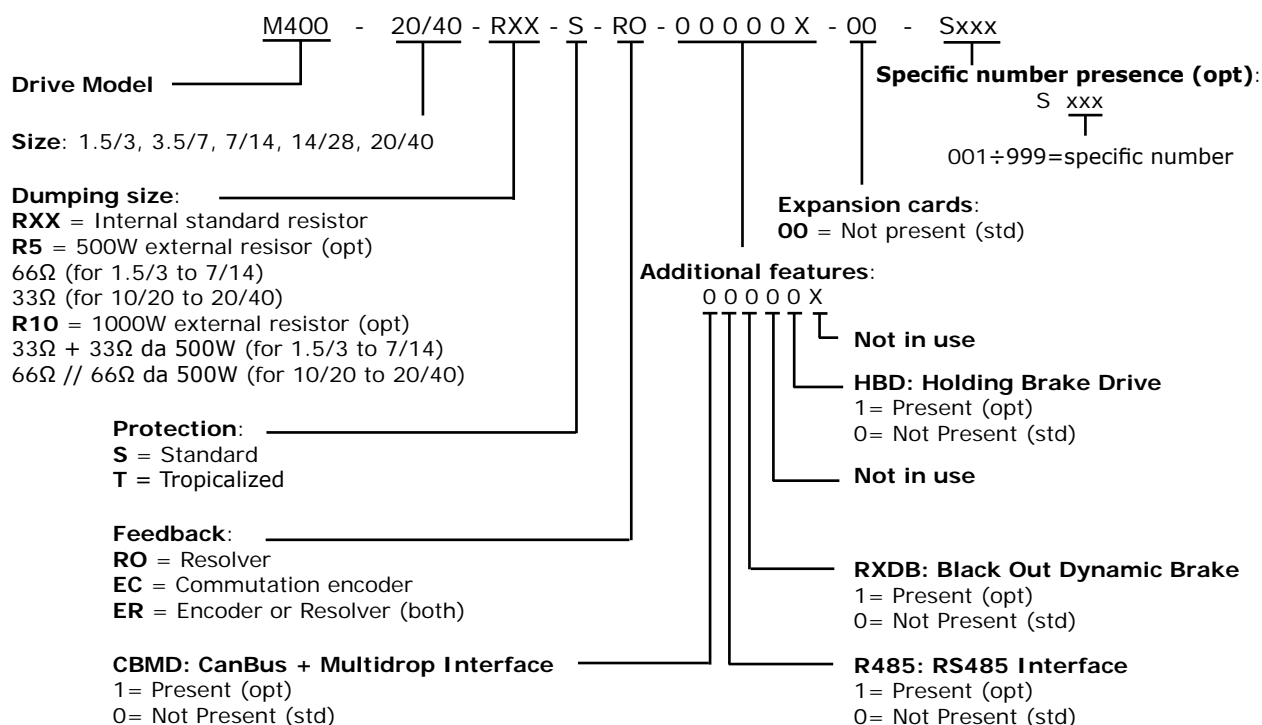 M400 - 20/40 - RXX - S - RO - 0 0 0 0 0 X - 00 - Sxxx
Drive Model
Size: 1.5/3, 3.5/7, 7/14, 14/28, 20/40
Dumping size:
RXX = Internal standard resistor
R5 = 500W external resisor (opt)
66Ω (for 1.5/3 to 7/14)
33Ω (for 10/20 to 20/40)
R10 = 1000W external resistor (opt)
33Ω + 33Ω da 500W (for 1.5/3 to 7/14)
66Ω // 66Ω da 500W (for 10/20 to 20/40)
Protection:
S = Standard
T = Tropicalized
Feedback:
RO = Resolver
EC = Commutation encoder
ER = Encoder or Resolver (both)
CBMD: CanBus + Multidrop Interface
1= Present (opt)
0= Not Present (std)
Specific number presence (opt):
S xxx
001÷999=specific number
Expansion cards:
00 = Not present (std)
Additional features:
0 0 0 0 0 X
Not in use
HBD: Holding Brake Drive
1= Present (opt)
0= Not Present (std)
Not in use
RXDB: Black Out Dynamic Brake
1= Present (opt)
0= Not Present (std)
R485: RS485 Interface
1= Present (opt)
0= Not Present (std)